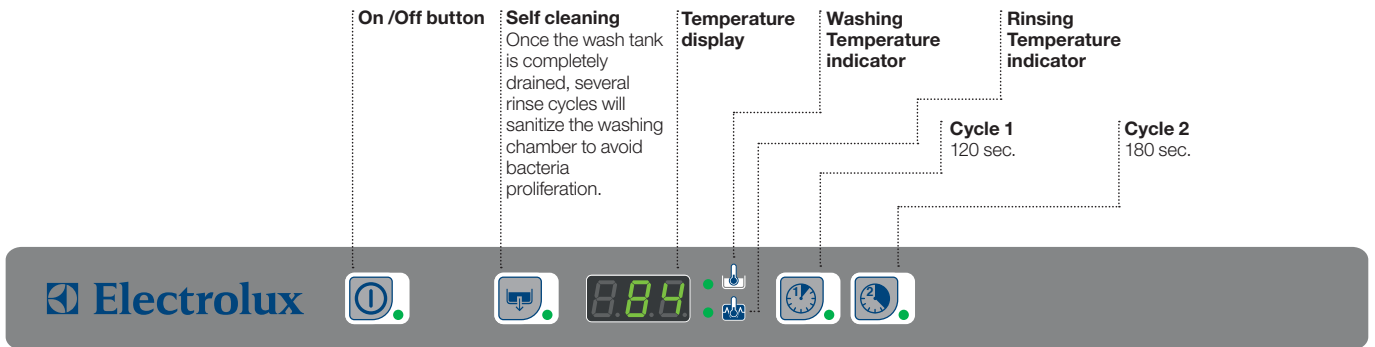 On /Off button
Self cleaning
Once the wash tank
is completely
drained, several
rinse cycles will
sanitize the washing
chamber to avoid
bacteria
proliferation.
Temperature
display
Washing
Temperature
indicator
Rinsing
Temperature
indicator
Cycle 1
120 sec.
Cycle 2
180 sec.
Electrolux
84
1
2